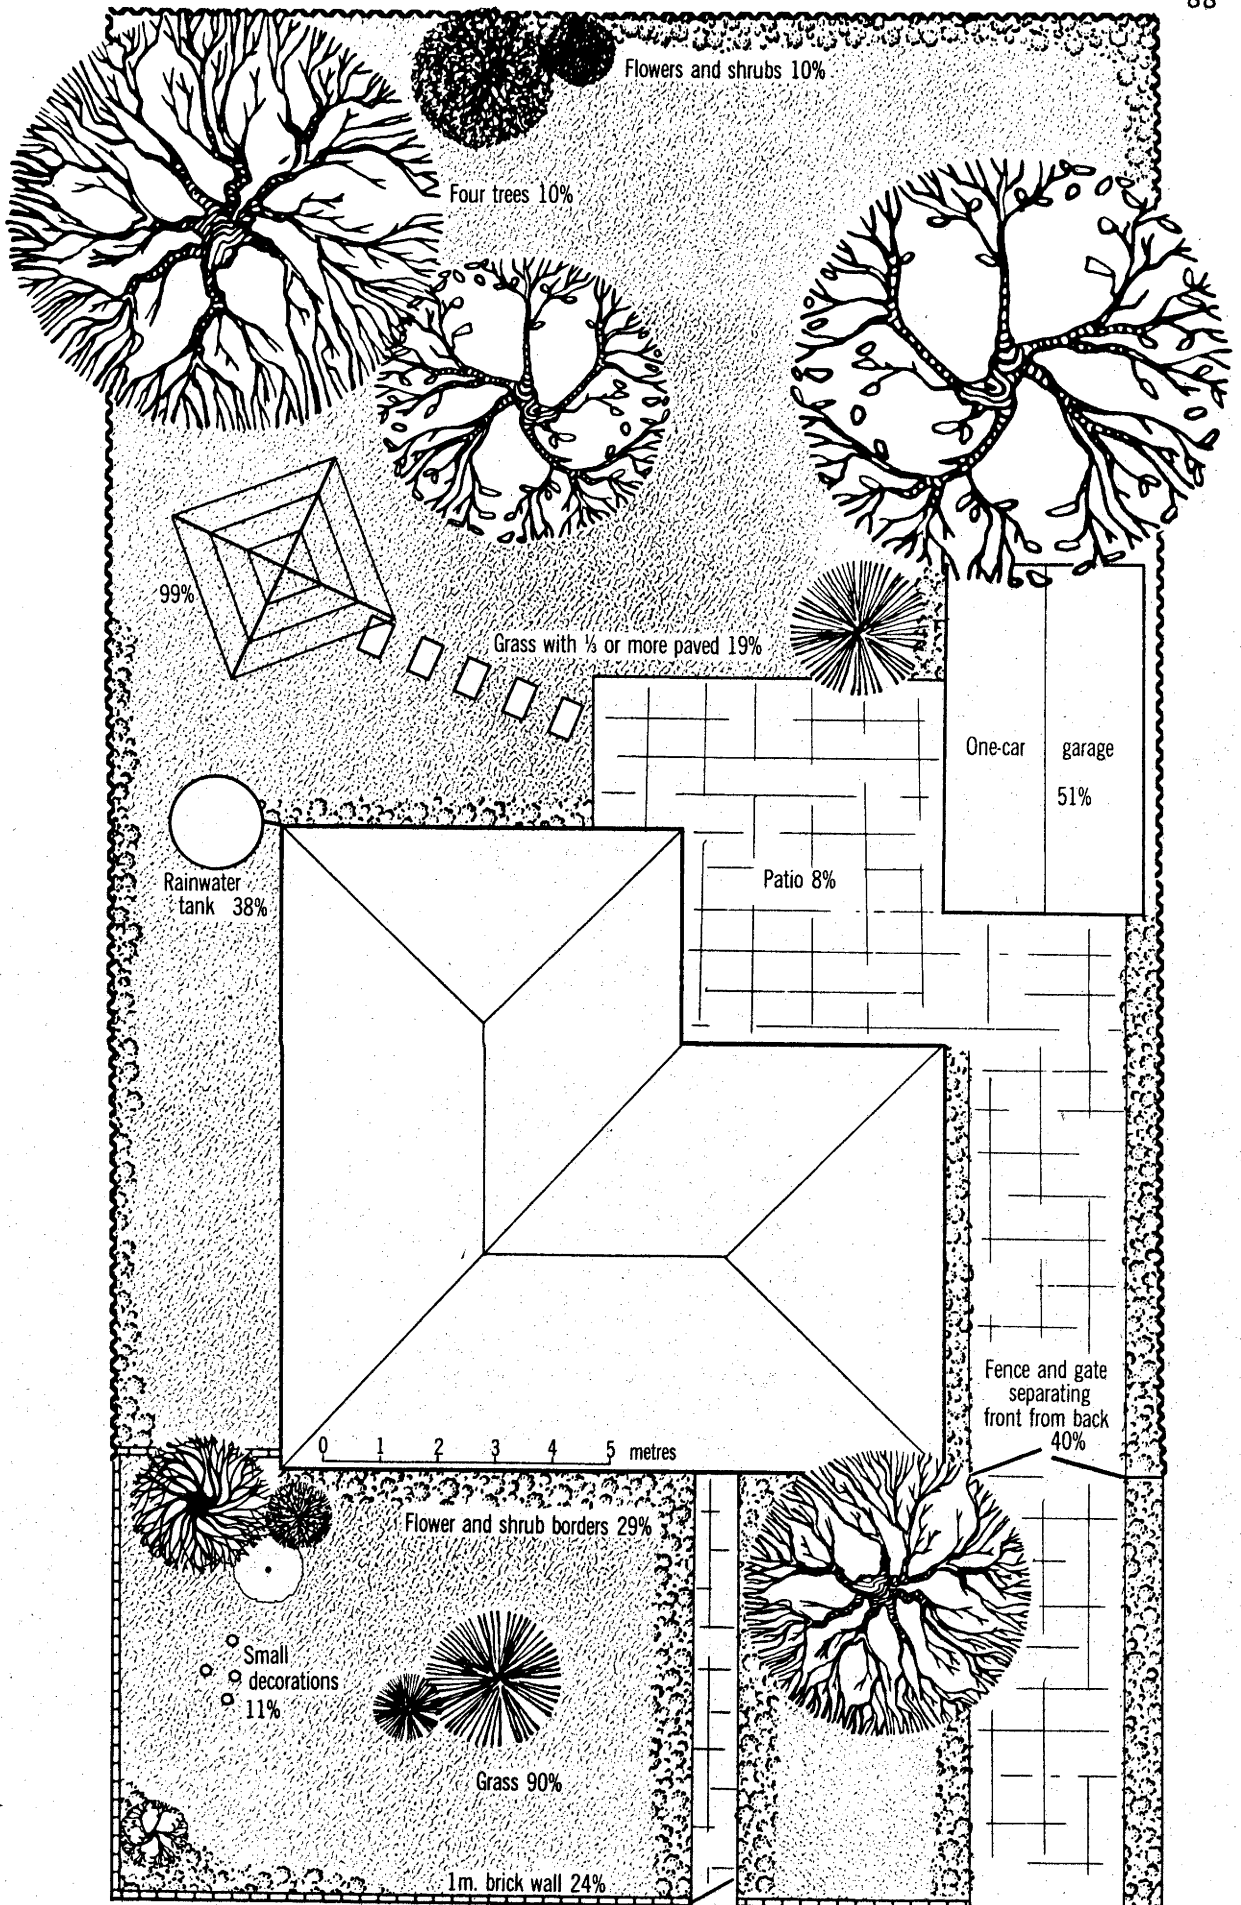 88
Flowers and shrubs 10%
Four trees 10%
99%
Grass with ⅓ or more paved 19%
One-car garage
51%
Patio 8%
Rainwater
tank 38%
Fence and gate
separating
front from back
40%
0 1 2 3 4 5 metres
Flower and shrub borders 29%
Small
decorations
11%
Grass 90%
1m. brick wall 24%